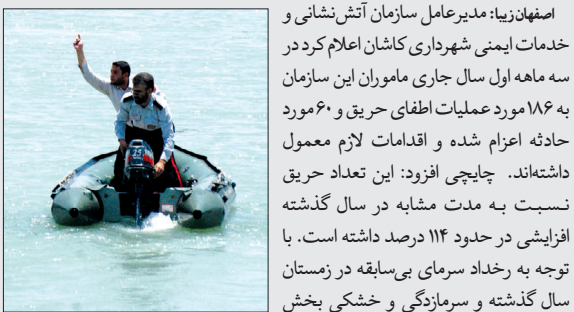 اصفهان‌زیبا: مدیرعامل سازمان آتش‌نشانی و
خدمات ایمنی شهرداری کاشان اعلام کرد در
سه ماهه اول سال جاری ماموران این سازمان
به ۱۸۶ مورد عملیات اطفای حریق و ۶۰ مورد
حادثه اعزام شده و اقدامات لازم معمول
داشته‌اند. چایچی افزود: این تعداد حریق
نسبت به مدت مشابه در سال گذشته
افزایشی در حدود ۱۱۴ درصد داشته است. با
توجه به رخداد سرمای بی‌سابقه در زمستان
سال گذشته و سرمازدگی و خشکی بخش